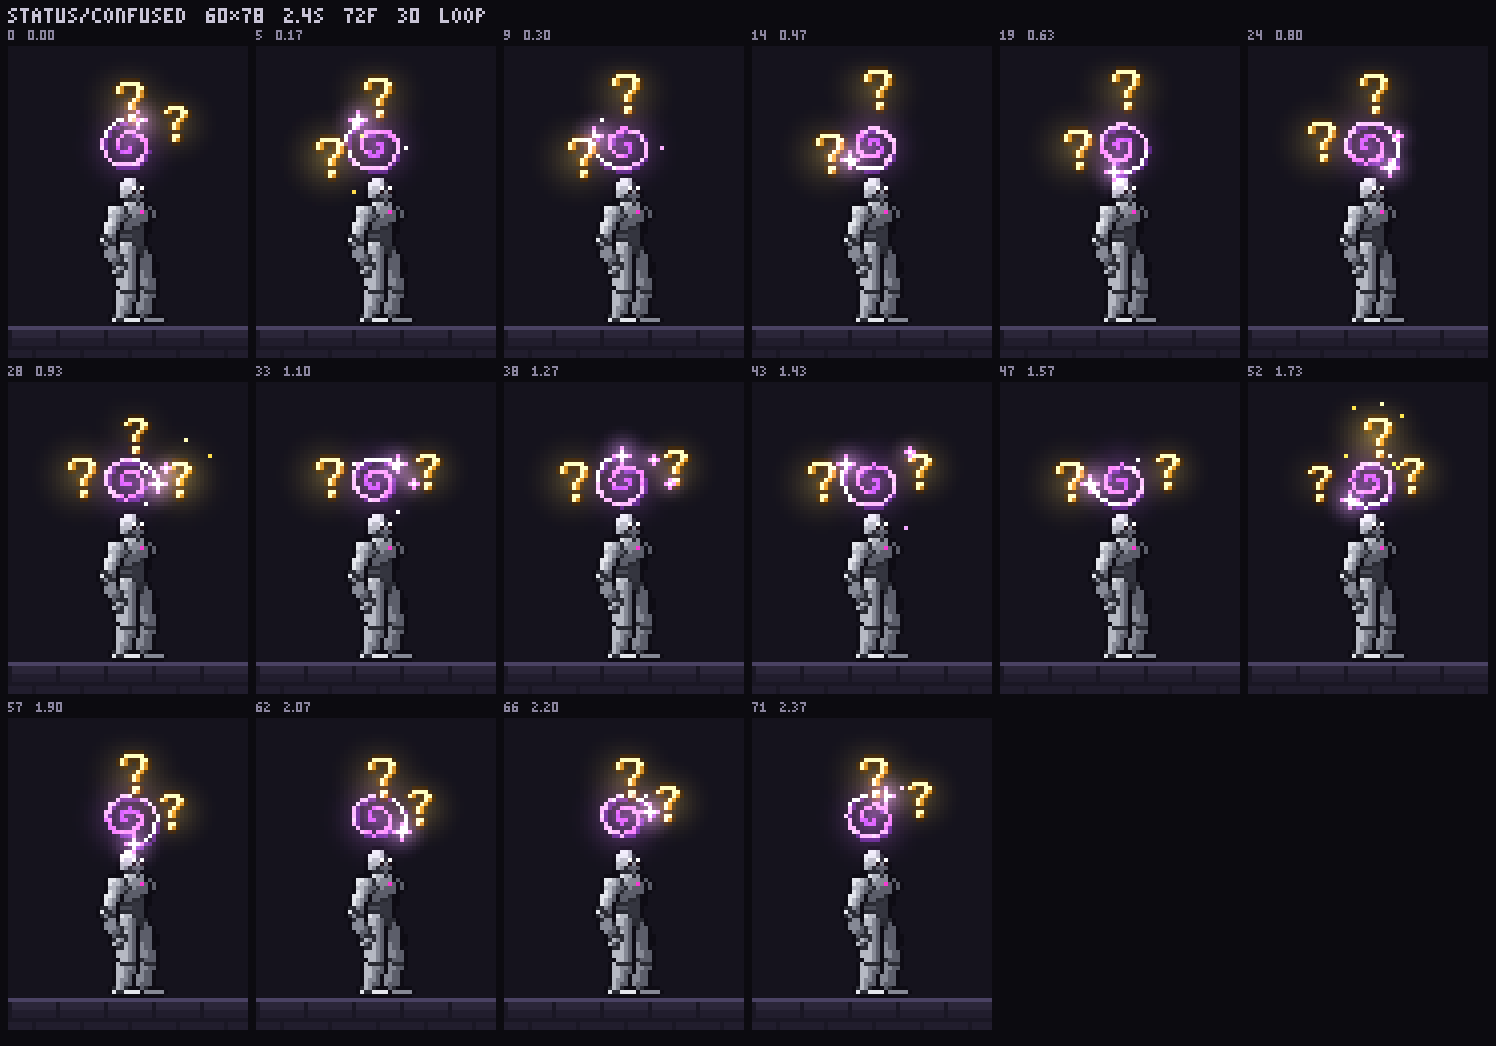 STATUS/CONFUSED 60×78 2.4S 72F 30 LOOP
0 0.00 5 0.17 9 0.30 14 0.47 19 0.63 24 0.80
? ? ? ? ? ? ? ? ? ? ? ?
28 0.93 33 1.10 38 1.27 43 1.43 47 1.57 52 1.73
? ? ? ? ? ? ? ? ? ? ? ? ? ? ?
57 1.90 62 2.07 66 2.20 71 2.37
? ? ? ? ? ? ? ?